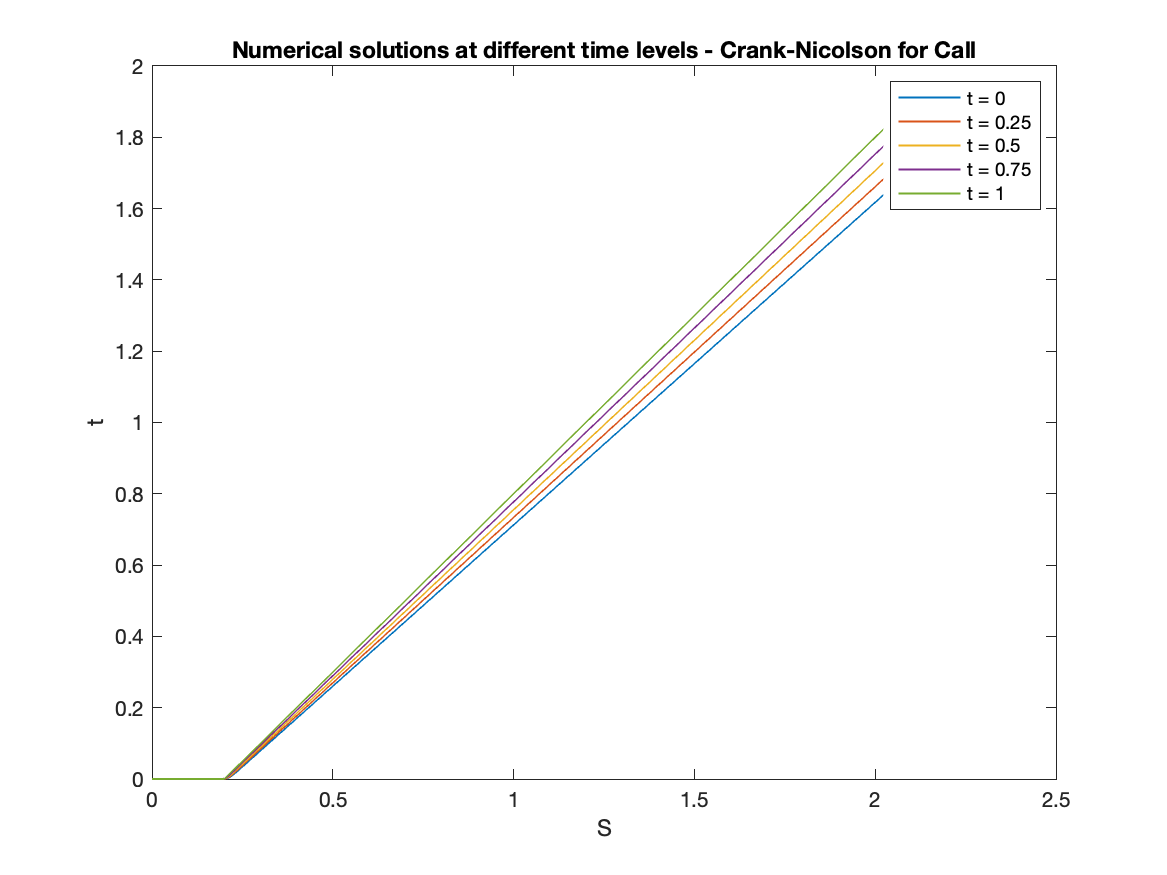 Numerical solutions at different time levels - Crank-Nicolson for Call
2
1.8
1.6
1.4
1.2
1
0.8
0.6
0.4
0.2
0
t
t = 0
t = 0.25
t = 0.5
t = 0.75
t = 1
0 0.5 1 1.5 2 2.5
S